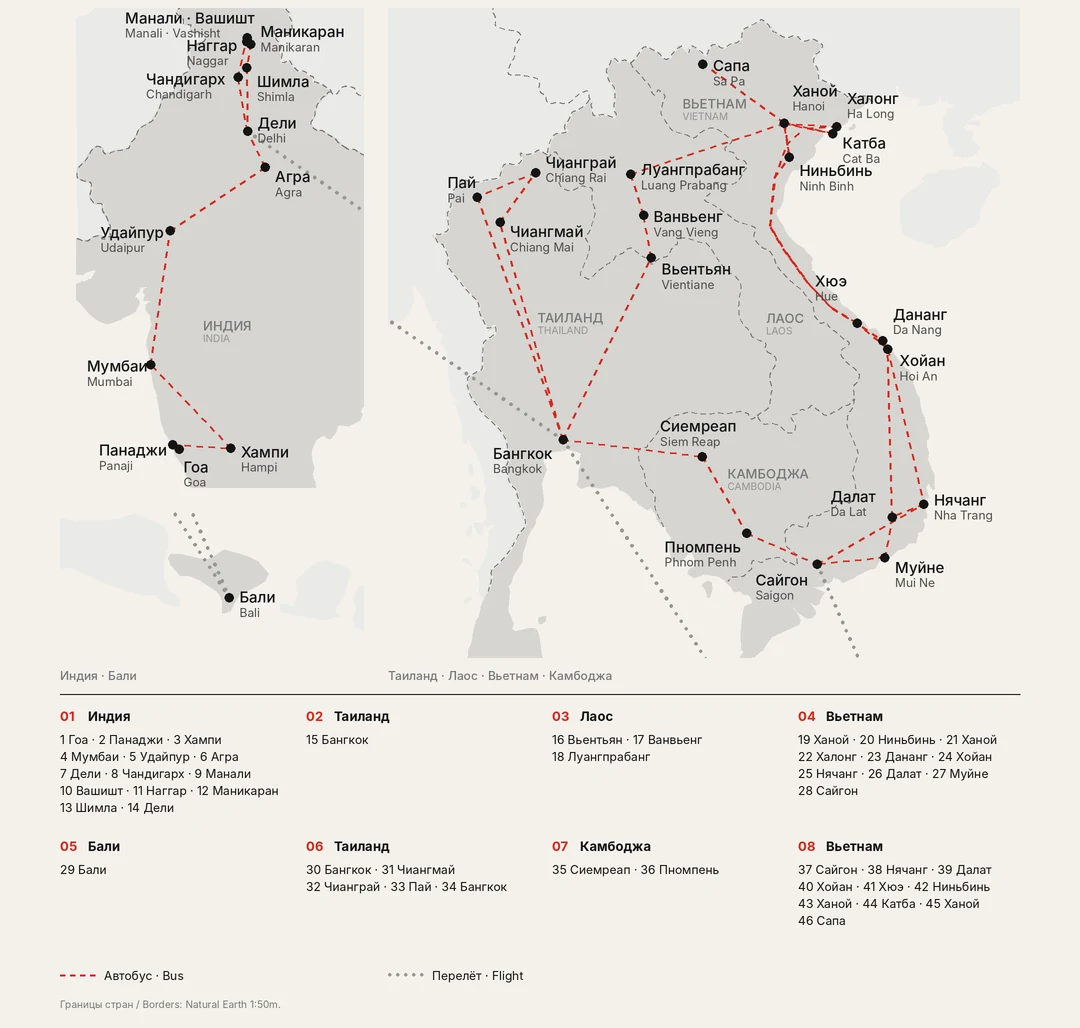 Манали · Вашишт
Manali · Vashisht
Маникаран
Manikaran
Наггар
Naggar
Чандигарх
Chandigarh
Шимла
Shimla
Дели
Delhi
Агра
Agra
Удайпур
Udaipur
ИНДИЯ
INDIA
Мумбаи
Mumbai
Панаджи
Panaji
Гоа
Goa
Хампи
Hampi
Бали
Bali
Сапа
Sa Pa
ВЬЕТНАМ
VIETNAM
Ханой
Hanoi
Халонг
Ha Long
Катба
Cat Ba
Ниньбинь
Ninh Binh
Чианграй
Chiang Rai
Луангпрабанг
Luang Prabang
Пай
Pai
Чиангмай
Chiang Mai
Ванвьенг
Vang Vieng
Вьентьян
Vientiane
Хюэ
Hue
ТАИЛАНД
THAILAND
ЛАОС
LAOS
Дананг
Da Nang
Хойан
Hoi An
Сиемреап
Siem Reap
Бангкок
Bangkok
КАМБОДЖА
CAMBODIA
Далат
Da Lat
Нячанг
Nha Trang
Пномпень
Phnom Penh
Сайгон
Saigon
Муйне
Mui Ne
Индия · Бали
Таиланд · Лаос · Вьетнам · Камбоджа
01 Индия
1 Гоа · 2 Панаджи · 3 Хампи
4 Мумбаи · 5 Удайпур · 6 Агра
7 Дели · 8 Чандигарх · 9 Манали
10 Вашишт · 11 Наггар · 12 Маникаран
13 Шимла · 14 Дели
02 Таиланд
15 Бангкок
03 Лаос
16 Вьентьян · 17 Ванвьенг
18 Луангпрабанг
04 Вьетнам
19 Ханой · 20 Ниньбинь · 21 Ханой
22 Халонг · 23 Дананг · 24 Хойан
25 Нячанг · 26 Далат · 27 Муйне
28 Сайгон
05 Бали
29 Бали
06 Таиланд
30 Бангкок · 31 Чиангмай
32 Чианграй · 33 Пай · 34 Бангкок
07 Камбоджа
35 Сиемреап · 36 Пномпень
08 Вьетнам
37 Сайгон · 38 Нячанг · 39 Далат
40 Хойан · 41 Хюэ · 42 Ниньбинь
43 Ханой · 44 Катба · 45 Ханой
46 Сапа
Автобус · Bus
Перелёт · Flight
Границы стран / Borders: Natural Earth 1:50m.